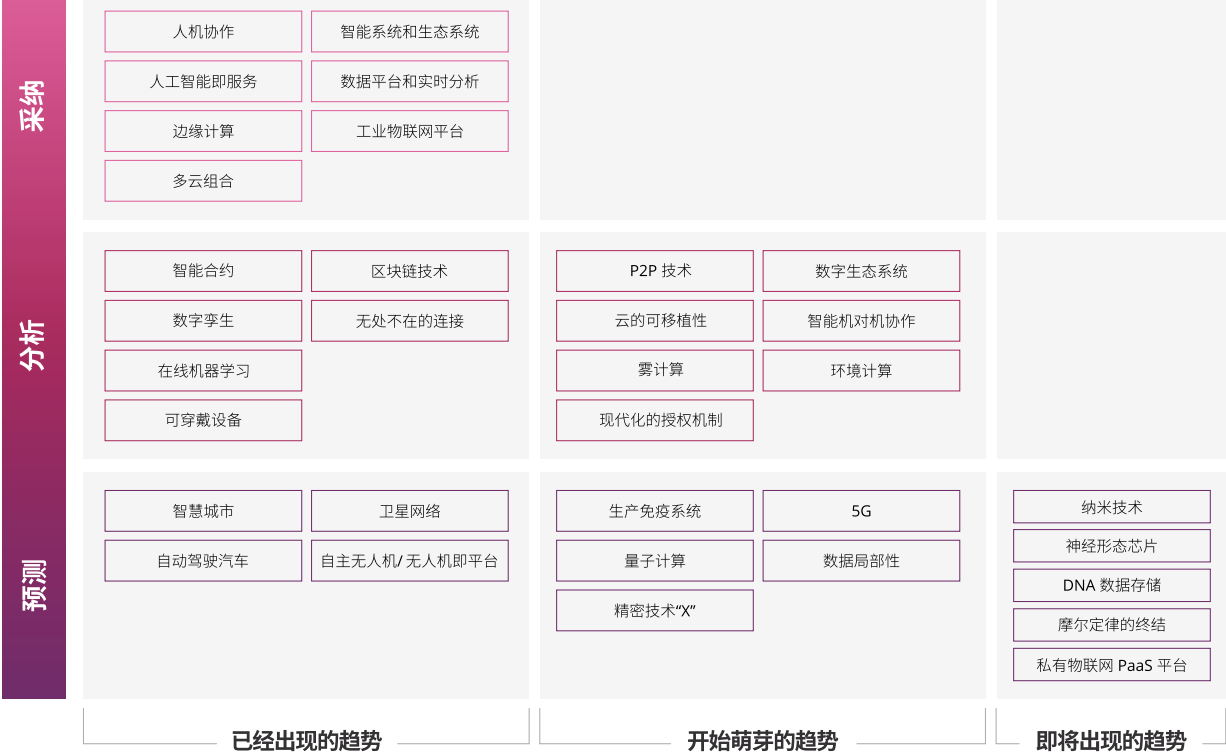 采纳
人机协作
智能系统和生态系统
人工智能即服务
数据平台和实时分析
边缘计算
工业物联网平台
多云组合
分析
智能合约
区块链技术
数字孪生
无处不在的连接
在线机器学习
可穿戴设备
P2P 技术
数字生态系统
云的可移植性
智能机对机协作
雾计算
环境计算
现代化的授权机制
预测
智慧城市
卫星网络
自动驾驶汽车
自主无人机/ 无人机即平台
生产免疫系统
5G
量子计算
数据局部性
精密技术“X”
纳米技术
神经形态芯片
DNA 数据存储
摩尔定律的终结
私有物联网 PaaS 平台
已经出现的趋势
开始萌芽的趋势
即将出现的趋势